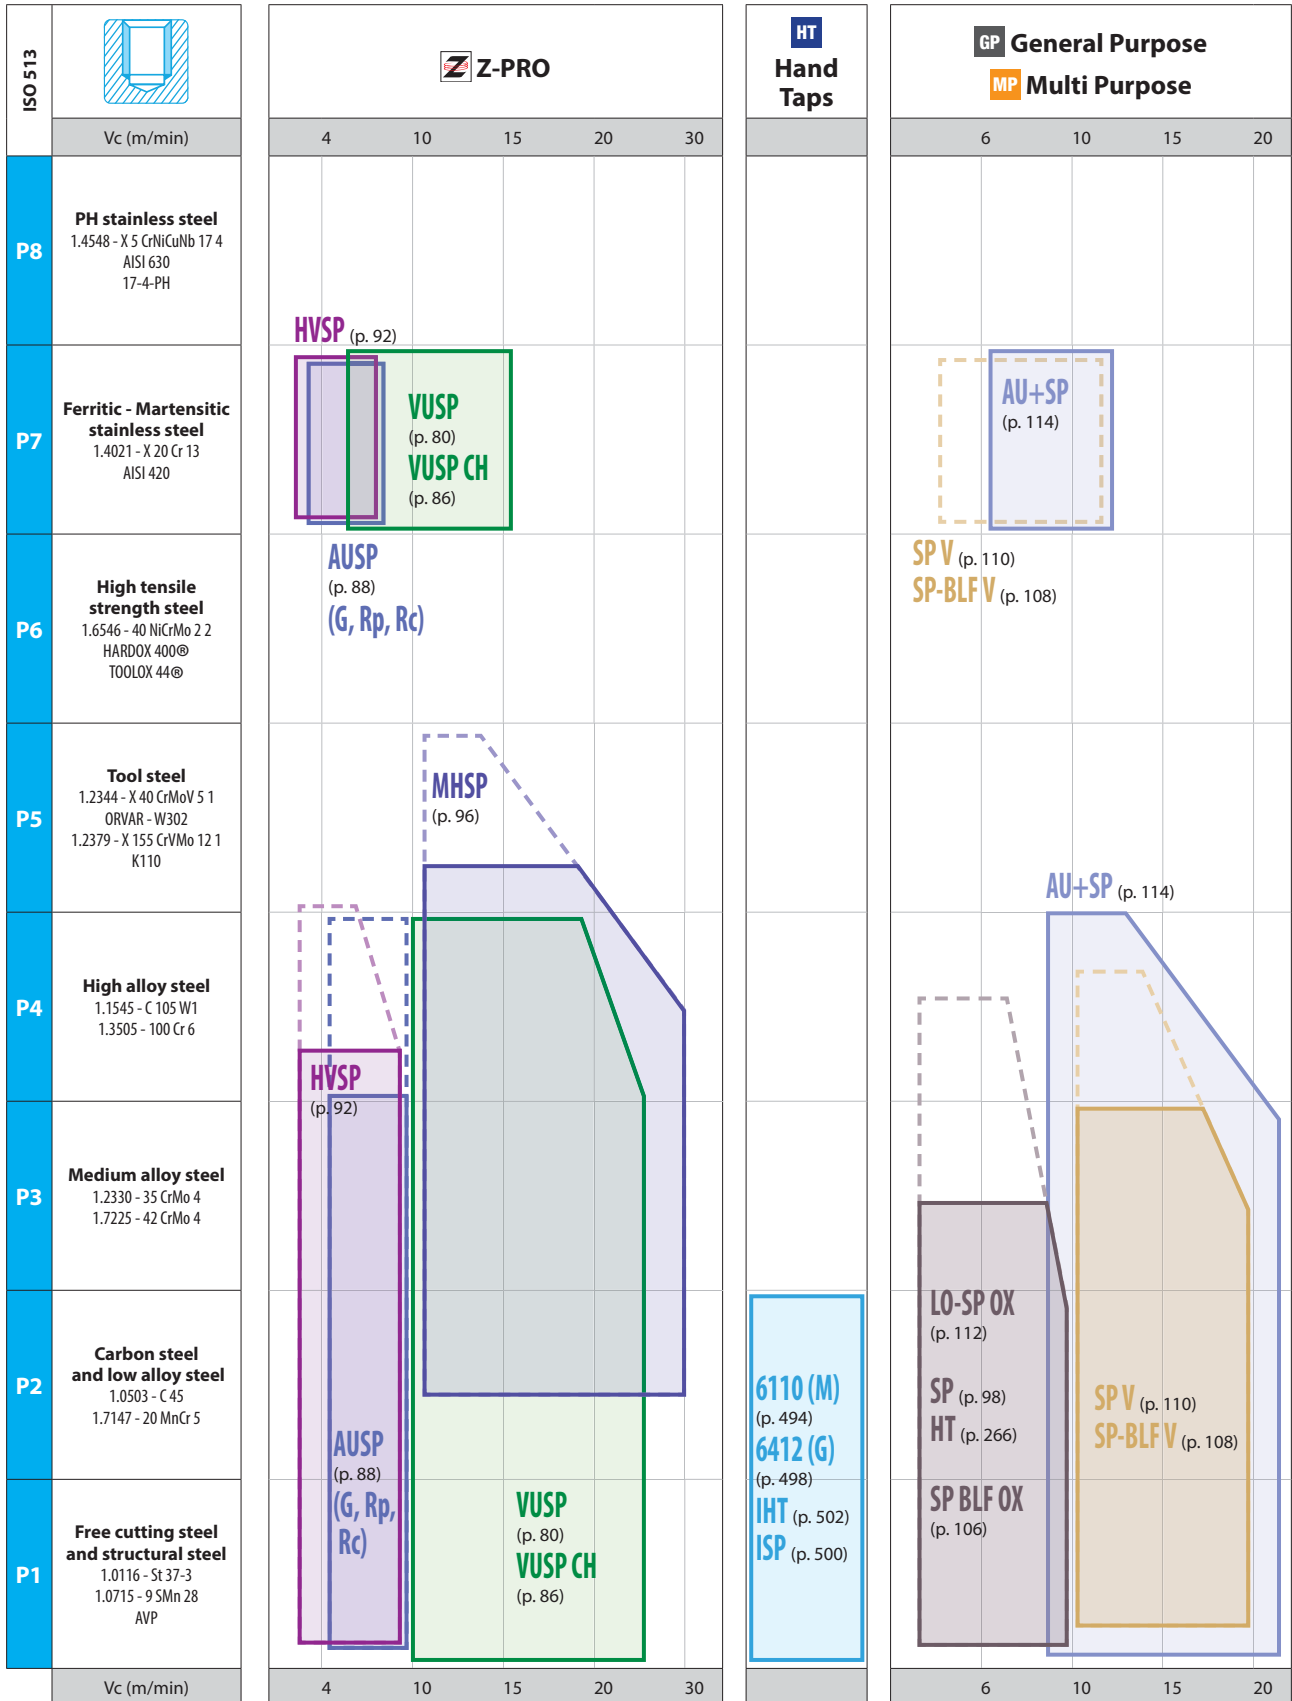 ISO 513
Z-PRO
HT
Hand
Taps
GP General Purpose
MP Multi Purpose
Vc (m/min)
4 10 15 20 30
6 10 15 20
P8
PH stainless steel
1.4548 - X 5 CrNiCuNb 17 4
AISI 630
17-4-PH
HVSP (p. 92)
P7
Ferritic - Martensitic
stainless steel
1.4021 - X 20 Cr 13
AISI 420
VUSP
(p. 80)
VUSP CH
(p. 86)
AU+SP
(p. 114)
P6
High tensile
strength steel
1.6546 - 40 NiCrMo 2 2
HARDOX 400®
TOOLOX 44®
AUSP
(p. 88)
(G, Rp, Rc)
SP V (p. 110)
SP-BLF V (p. 108)
P5
Tool steel
1.2344 - X 40 CrMoV 5 1
ORVAR - W302
1.2379 - X 155 CrVMo 12 1
K110
MHSP
(p. 96)
AU+SP (p. 114)
P4
High alloy steel
1.1545 - C 105 W1
1.3505 - 100 Cr 6
HVSP
(p. 92)
P3
Medium alloy steel
1.2330 - 35 CrMo 4
1.7225 - 42 CrMo 4
P2
Carbon steel
and low alloy steel
1.0503 - C 45
1.7147 - 20 MnCr 5
AUSP
(p. 88)
(G, Rp,
Rc)
6110 (M)
(p. 494)
6412 (G)
(p. 498)
IHT (p. 502)
ISP (p. 500)
LO-SP OX
(p. 112)
SP (p. 98)
HT (p. 266)
SP BLF OX
(p. 106)
SP V (p. 110)
SP-BLF V (p. 108)
P1
Free cutting steel
and structural steel
1.0116 - St 37-3
1.0715 - 9 SMn 28
AVP
VUSP
(p. 80)
VUSP CH
(p. 86)
Vc (m/min)
4 10 15 20 30
6 10 15 20